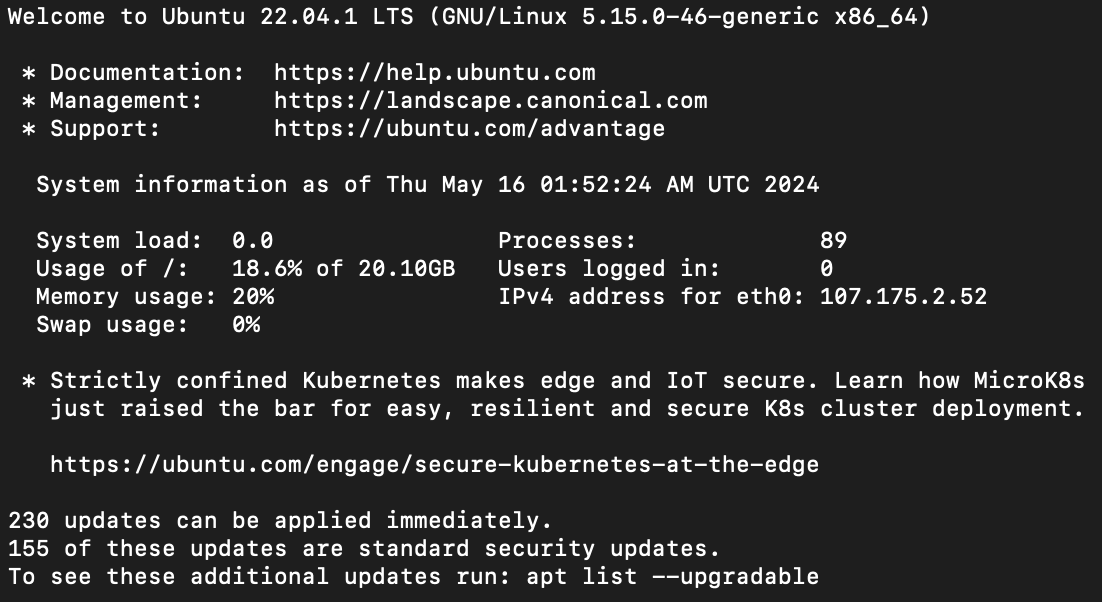 Welcome to Ubuntu 22.04.1 LTS (GNU/Linux 5.15.0-46-generic x86_64)
* Documentation:  https://help.ubuntu.com
* Management:     https://landscape.canonical.com
* Support:        https://ubuntu.com/advantage
System information as of Thu May 16 01:52:24 AM UTC 2024
System load:  0.0                Processes:             89
Usage of /:   18.6% of 20.10GB   Users logged in:       0
Memory usage: 20%                IPv4 address for eth0: 107.175.2.52
Swap usage:   0%
* Strictly confined Kubernetes makes edge and IoT secure. Learn how MicroK8s
just raised the bar for easy, resilient and secure K8s cluster deployment.
https://ubuntu.com/engage/secure-kubernetes-at-the-edge
230 updates can be applied immediately.
155 of these updates are standard security updates.
To see these additional updates run: apt list --upgradable